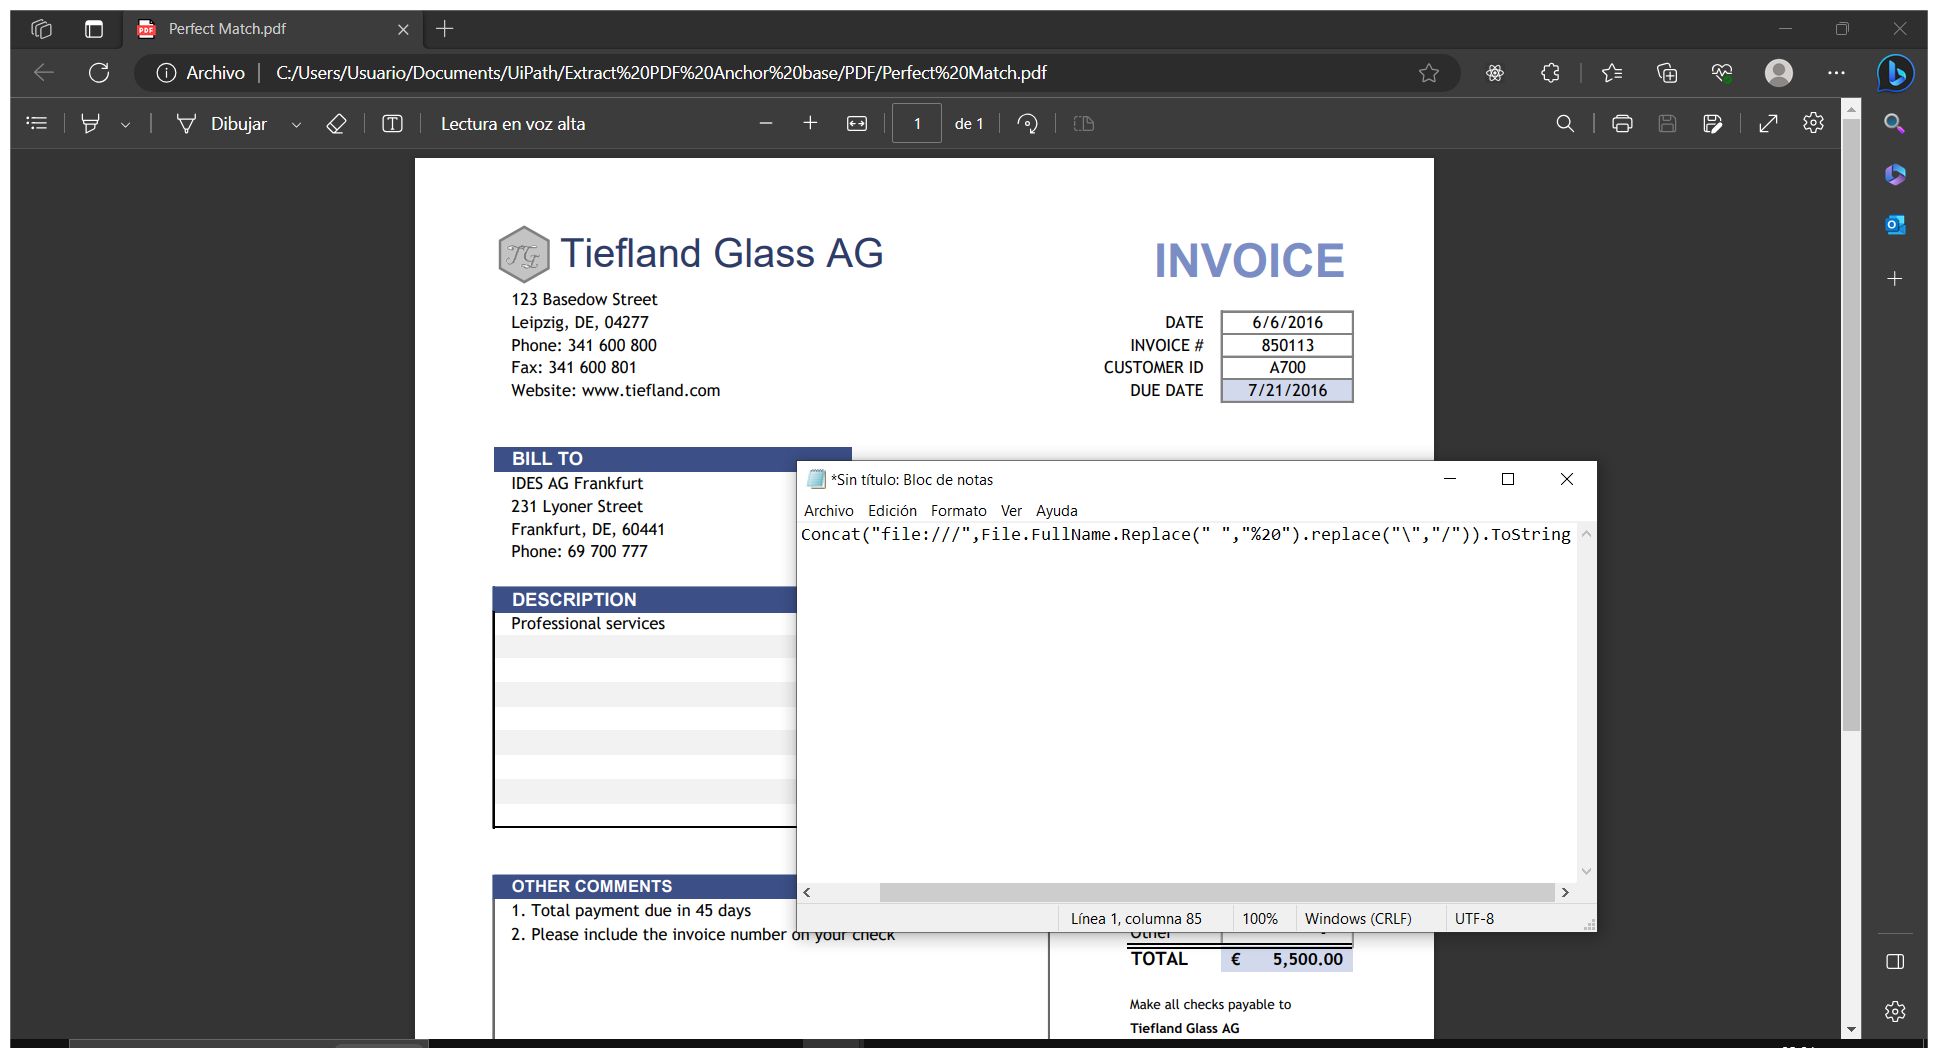 Perfect Match.pdf
Archivo
C:/Users/Usuario/Documents/UiPath/Extract%20PDF%20Anchor%20base/PDF/Perfect%20Match.pdf
Dibujar
Lectura en voz alta
1 de 1
Tiefland Glass AG
INVOICE
123 Basedow Street
Leipzig, DE, 04277
Phone: 341 600 800
Fax: 341 600 801
Website: www.tiefland.com
DATE 6/6/2016
INVOICE # 850113
CUSTOMER ID A700
DUE DATE 7/21/2016
BILL TO
IDES AG Frankfurt
231 Lyoner Street
Frankfurt, DE, 60441
Phone: 69 700 777
DESCRIPTION
Professional services
OTHER COMMENTS
1. Total payment due in 45 days
2. Please include the invoice number on your check
*Sin título: Bloc de notas
Archivo Edición Formato Ver Ayuda
Concat("file:///",File.FullName.Replace(" ","%20").replace("\","/")).ToString
Línea 1, columna 85 100% Windows (CRLF) UTF-8
Other -
TOTAL € 5,500.00
Make all checks payable to
Tiefland Glass AG